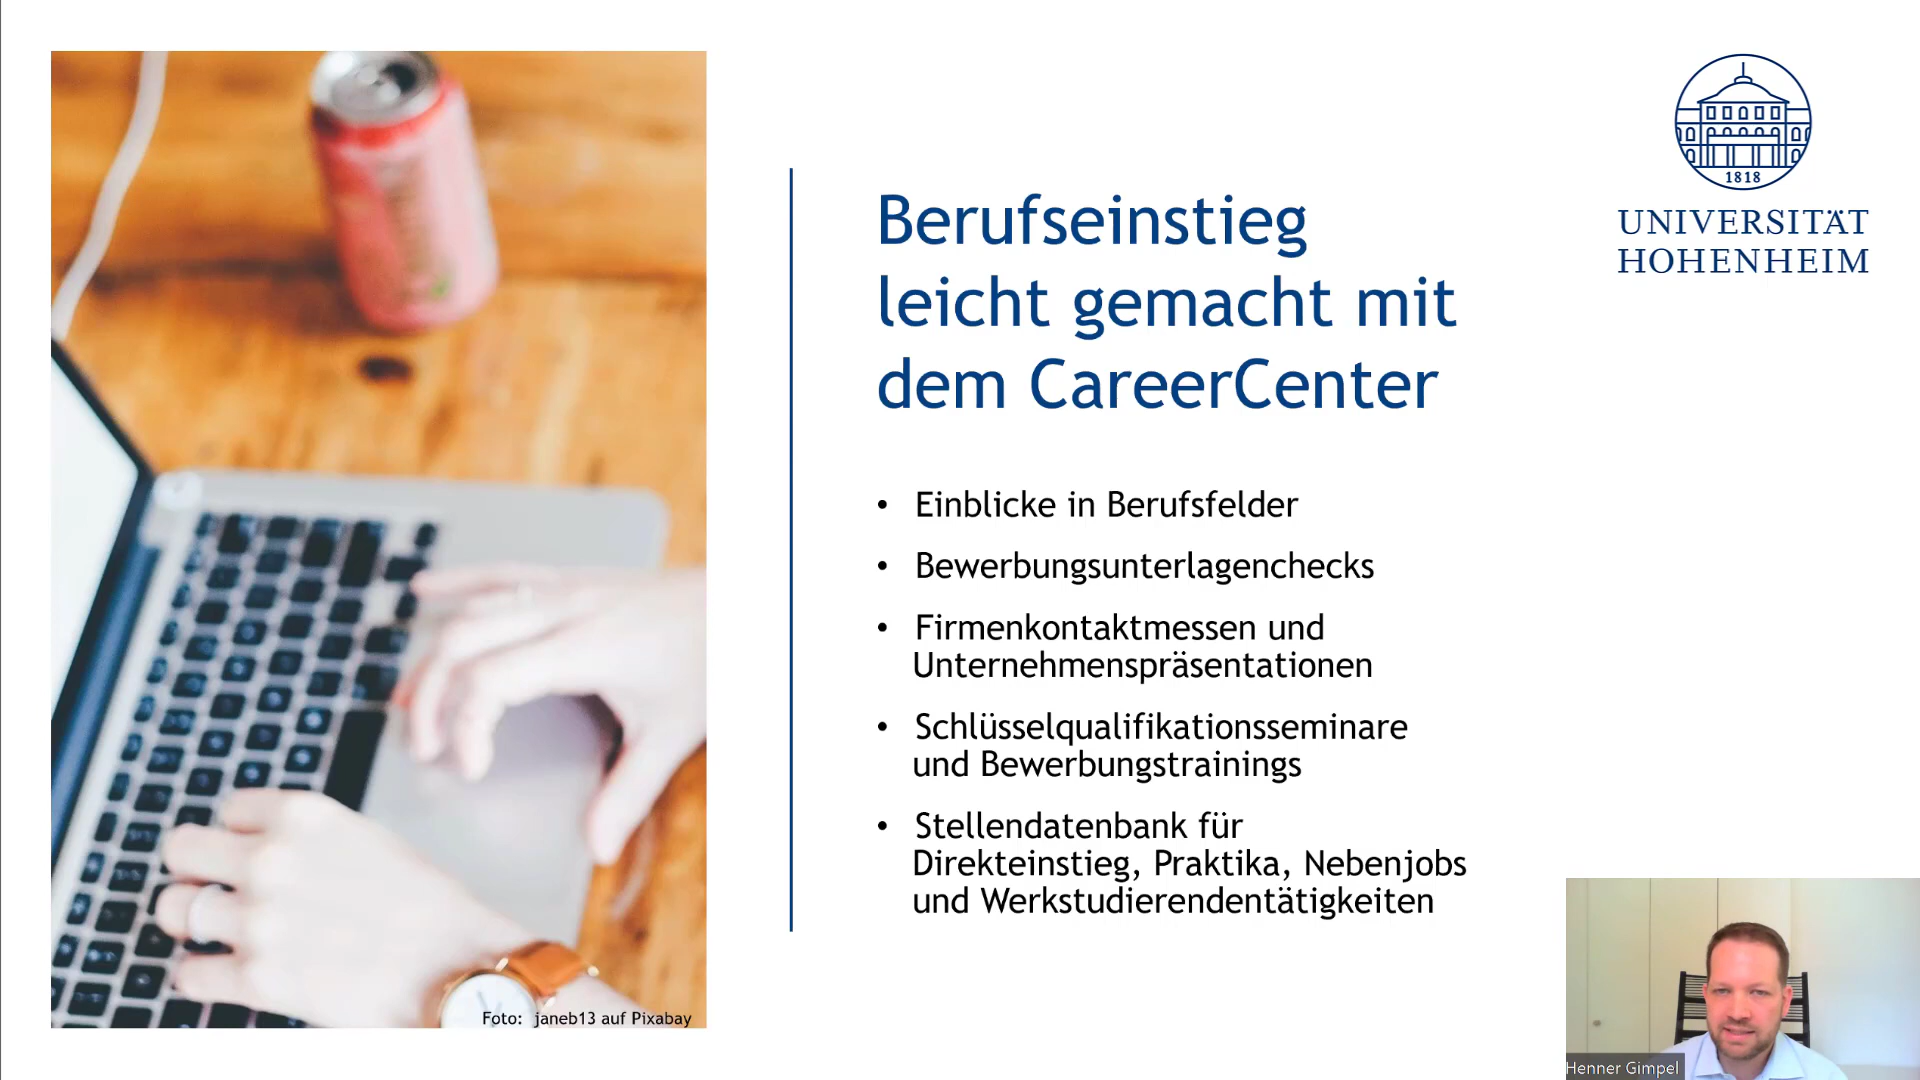 1818
UNIVERSITÄT
HOHENHEIM
Berufseinstieg
leicht gemacht mit
dem CareerCenter
• Einblicke in Berufsfelder
• Bewerbungsunterlagenchecks
• Firmenkontaktmessen und
Unternehmenspräsentationen
• Schlüsselqualifikationsseminare
und Bewerbungstrainings
• Stellendatenbank für
Direkteinstieg, Praktika, Nebenjobs
und Werkstudierendentätigkeiten
Foto: janeb13 auf Pixabay
Henner Gimpel